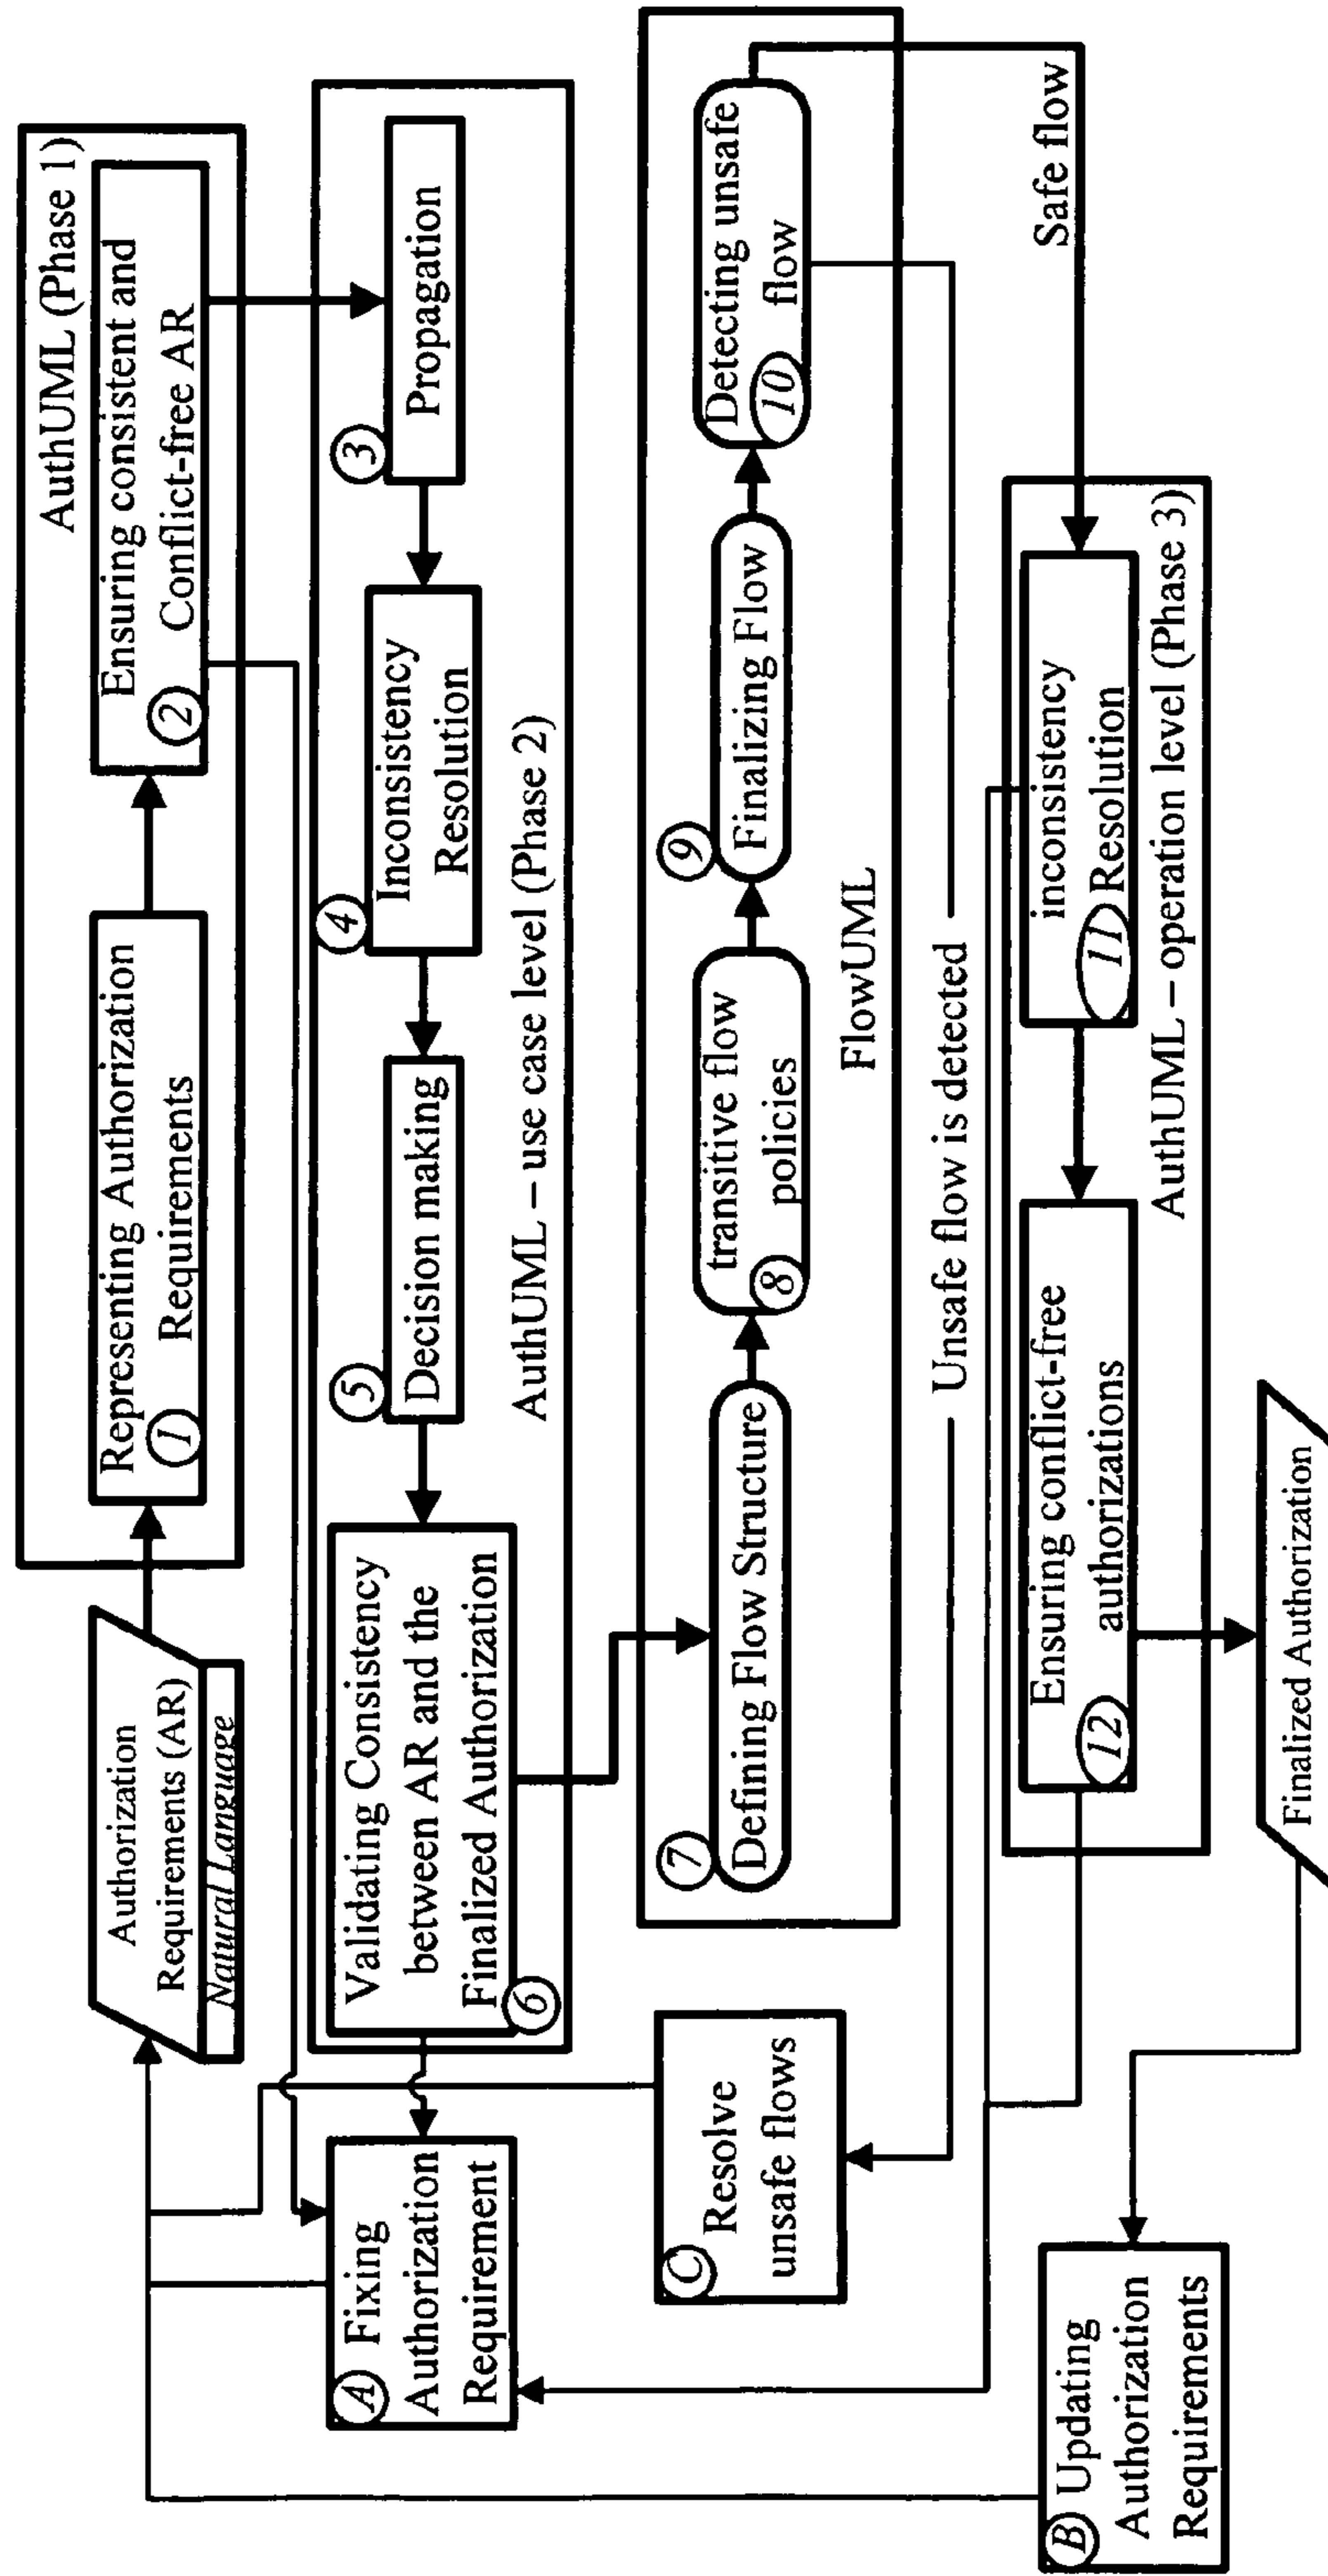 Authorization
Requirements (AR)
Natural Language
AuthUML (Phase 1)
Representing Authorization
1 Requirements
Ensuring consistent and
2 Conflict-free AR
A Fixing
Authorization
Requirement
Validating Consistency
between AR and the
Finalized Authorization
6
5
Decision making
4
Inconsistency
Resolution
3
Propagation
AuthUML – use case level (Phase 2)
C Resolve
unsafe flows
7
Defining Flow Structure
transitive flow
8 policies
9
Finalizing Flow
Detecting unsafe
10 flow
FlowUML
Unsafe flow is detected
Safe flow
B Updating
Authorization
Requirements
Ensuring conflict-free
12 authorizations
inconsistency
11 Resolution
AuthUML – operation level (Phase 3)
Finalized Authorization